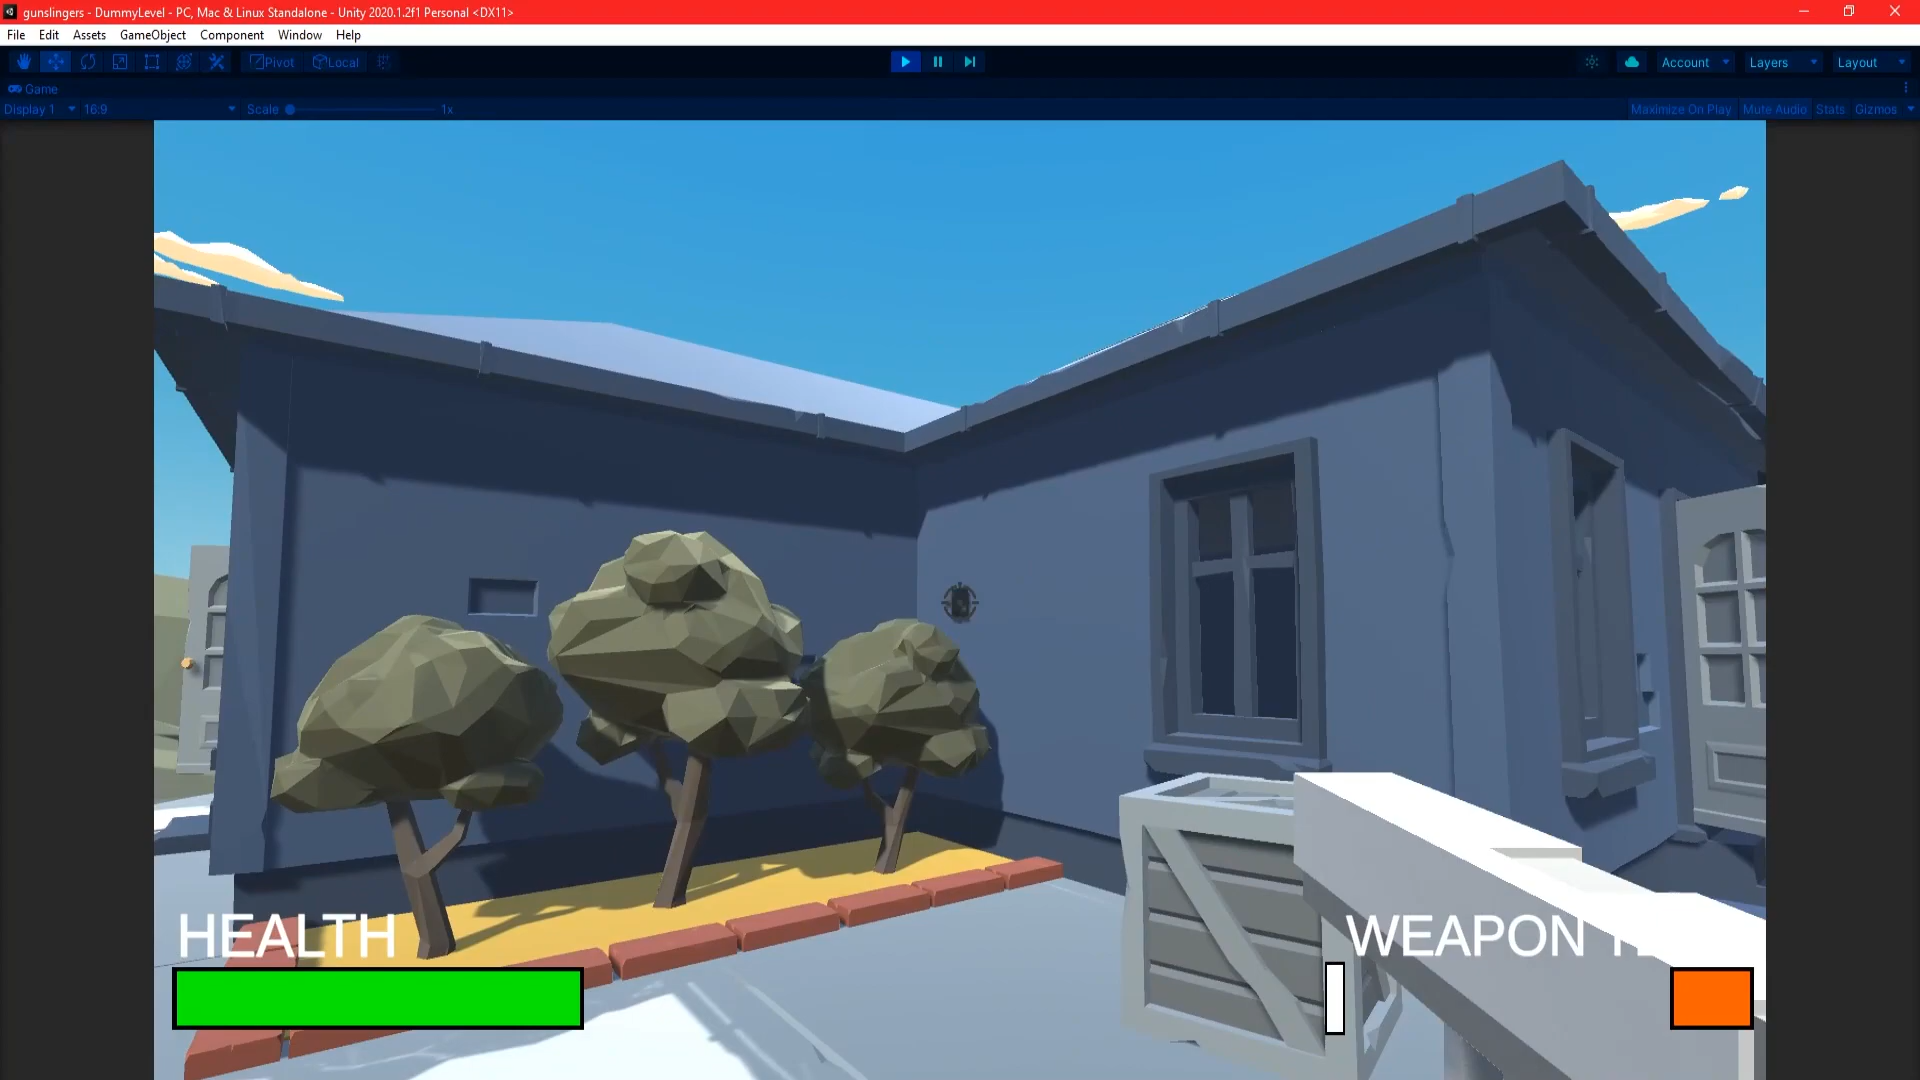 gunslingers - DummyLevel - PC, Mac & Linux Standalone - Unity 2020.1.2f1 Personal <DX11>
File Edit Assets GameObject Component Window Help
Pivot Local Account Layers Layout
Game
Display 1 16:9 Scale 1x Maximize On Play Mute Audio Stats Gizmos
HEALTH WEAPON